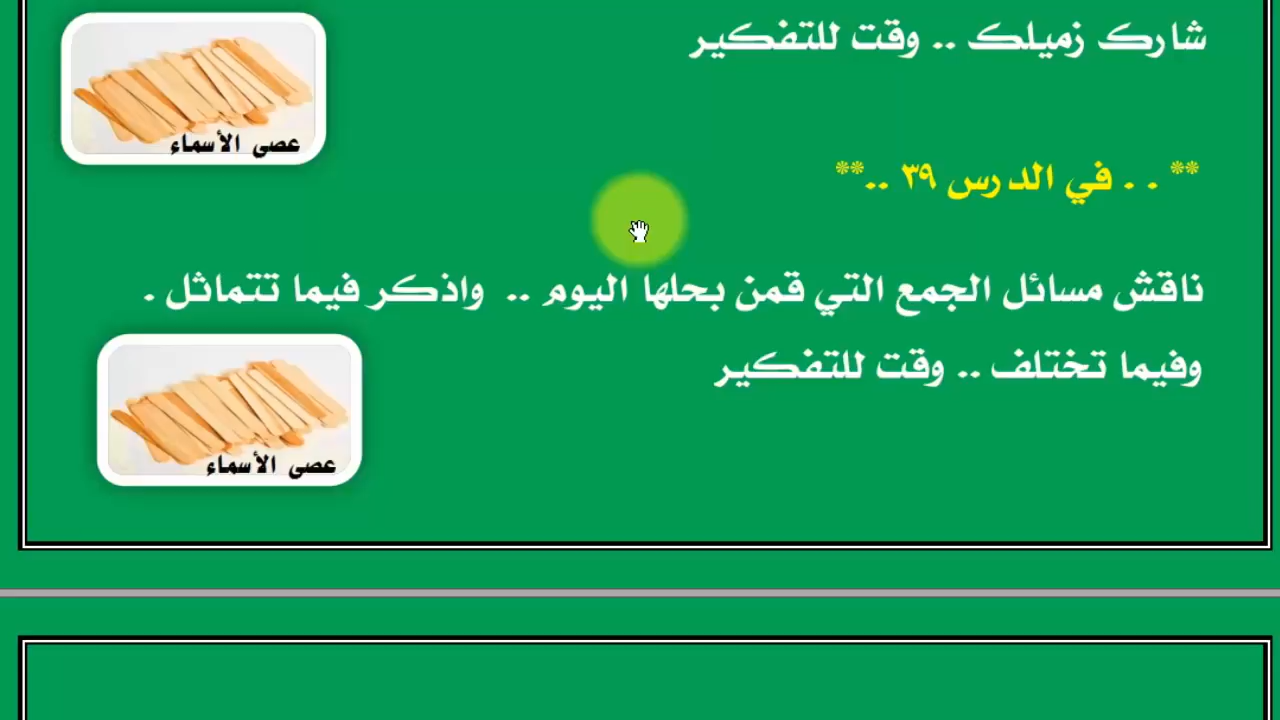 شارك زميلك .. وقت للتفكير
عصى الأسماء
** . . في الدرس ٣٩ ..**
ناقش مسائل الجمع التي قمن بحلها اليوم .. واذكر فيما تتماثل .
وفيما تختلف .. وقت للتفكير
عصى الأسماء